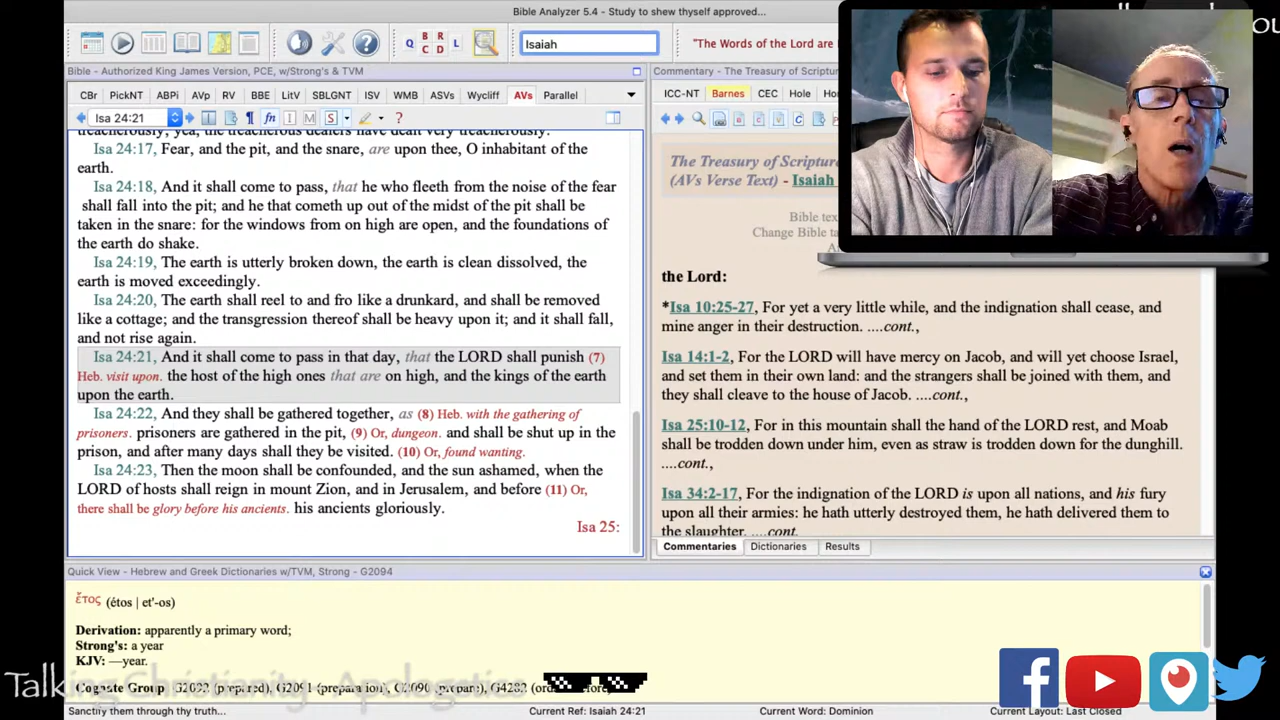 Bible Analyzer 5.4 - Study to shew thyself approved...
Q B R C D L
Isaiah
"The Words of the Lord are
Bible - Authorized King James Version, PCE, w/Strong's & TVM
CBr PickNT ABPi AVp RV BBE LitV SBLGNT ISV WMB ASVs Wycliff AVs Parallel
Isa 24:21
¶ fn I M S ?
treacherously; yea, the treacherous dealers have dealt very treacherously.
Isa 24:17, Fear, and the pit, and the snare, are upon thee, O inhabitant of the
earth.
Isa 24:18, And it shall come to pass, that he who fleeth from the noise of the fear
shall fall into the pit; and he that cometh up out of the midst of the pit shall be
taken in the snare: for the windows from on high are open, and the foundations of
the earth do shake.
Isa 24:19, The earth is utterly broken down, the earth is clean dissolved, the
earth is moved exceedingly.
Isa 24:20, The earth shall reel to and fro like a drunkard, and shall be removed
like a cottage; and the transgression thereof shall be heavy upon it; and it shall fall,
and not rise again.
Isa 24:21, And it shall come to pass in that day, that the LORD shall punish (7)
Heb. visit upon. the host of the high ones that are on high, and the kings of the earth
upon the earth.
Isa 24:22, And they shall be gathered together, as (8) Heb. with the gathering of
prisoners. prisoners are gathered in the pit, (9) Or, dungeon. and shall be shut up in the
prison, and after many days shall they be visited. (10) Or, found wanting.
Isa 24:23, Then the moon shall be confounded, and the sun ashamed, when the
LORD of hosts shall reign in mount Zion, and in Jerusalem, and before (11) Or,
there shall be glory before his ancients. his ancients gloriously.
Isa 25:
Commentary - The Treasury of Scriptur
ICC-NT Barnes CEC Hole
The Treasury of Scriptur
(AVs Verse Text) - Isaiah
Bible tex
Change Bible ta
the Lord:
*Isa 10:25-27, For yet a very little while, and the indignation shall cease, and
mine anger in their destruction. ....cont.,
Isa 14:1-2, For the LORD will have mercy on Jacob, and will yet choose Israel,
and set them in their own land: and the strangers shall be joined with them, and
they shall cleave to the house of Jacob. ....cont.,
Isa 25:10-12, For in this mountain shall the hand of the LORD rest, and Moab
shall be trodden down under him, even as straw is trodden down for the dunghill.
....cont.,
Isa 34:2-17, For the indignation of the LORD is upon all nations, and his fury
upon all their armies: he hath utterly destroyed them, he hath delivered them to
the slaughter. ....cont.
Commentaries Dictionaries Results
Quick View - Hebrew and Greek Dictionaries w/TVM, Strong - G2094
ἔτος (étos | et'-os)
Derivation: apparently a primary word;
Strong's: a year
KJV: —year.
Cognate Group
Talking Christianity Apologetics
Sanctify them through thy truth... Current Ref: Isaiah 24:21 Current Word: Dominion Current Layout: Last Closed